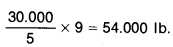 30.000
5 × 9 = 54.000 lb.